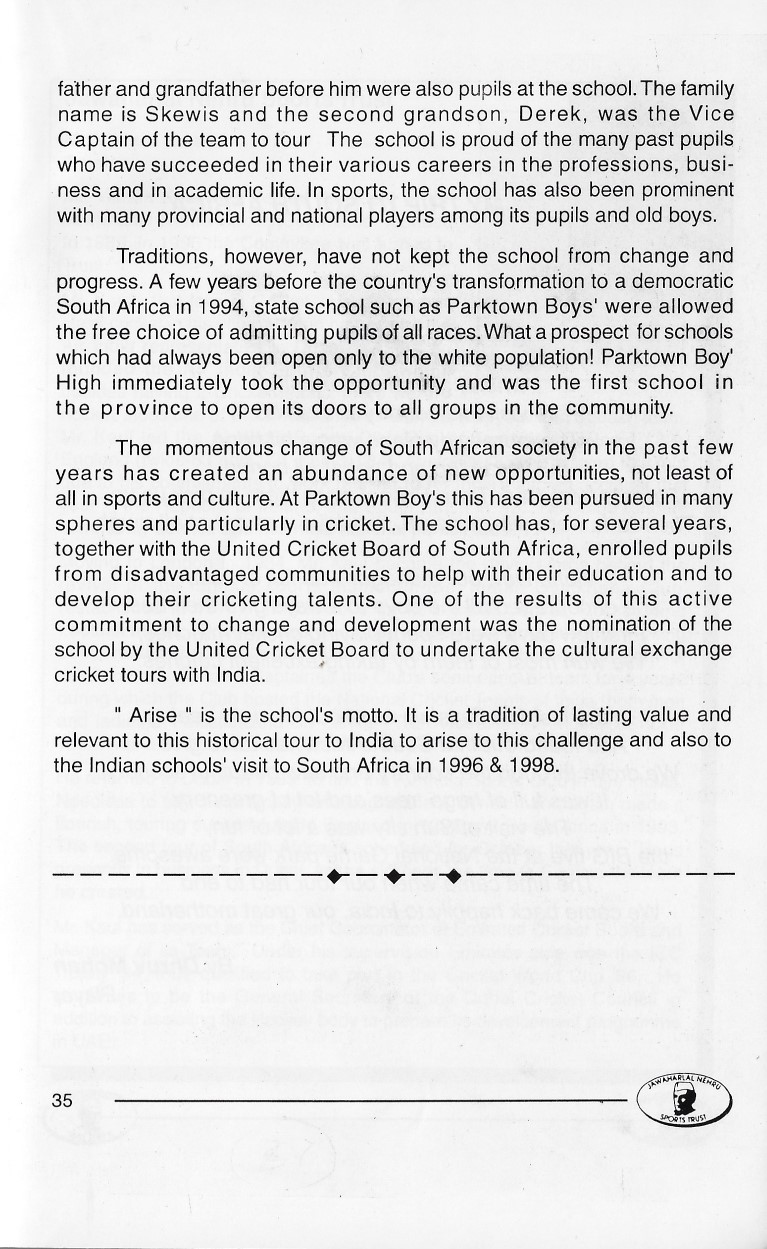 father and grandfather before him were also pupils at the school. The family
name is Skewis and the second grandson, Derek, was the Vice
Captain of the team to tour The school is proud of the many past pupils
who have succeeded in their various careers in the professions, busi-
ness and in academic life. In sports, the school has also been prominent
with many provincial and national players among its pupils and old boys.
Traditions, however, have not kept the school from change and
progress. A few years before the country's transformation to a democratic
South Africa in 1994, state school such as Parktown Boys' were allowed
the free choice of admitting pupils of all races. What a prospect for schools
which had always been open only to the white population! Parktown Boy'
High immediately took the opportunity and was the first school in
the province to open its doors to all groups in the community.
The momentous change of South African society in the past few
years has created an abundance of new opportunities, not least of
all in sports and culture. At Parktown Boy's this has been pursued in many
spheres and particularly in cricket. The school has, for several years,
together with the United Cricket Board of South Africa, enrolled pupils
from disadvantaged communities to help with their education and to
develop their cricketing talents. One of the results of this active
commitment to change and development was the nomination of the
school by the United Cricket Board to undertake the cultural exchange
cricket tours with India.
" Arise " is the school's motto. It is a tradition of lasting value and
relevant to this historical tour to India to arise to this challenge and also to
the Indian schools' visit to South Africa in 1996 & 1998.
35
JAWAHARLAL NEHRU
SPORTS TRUST